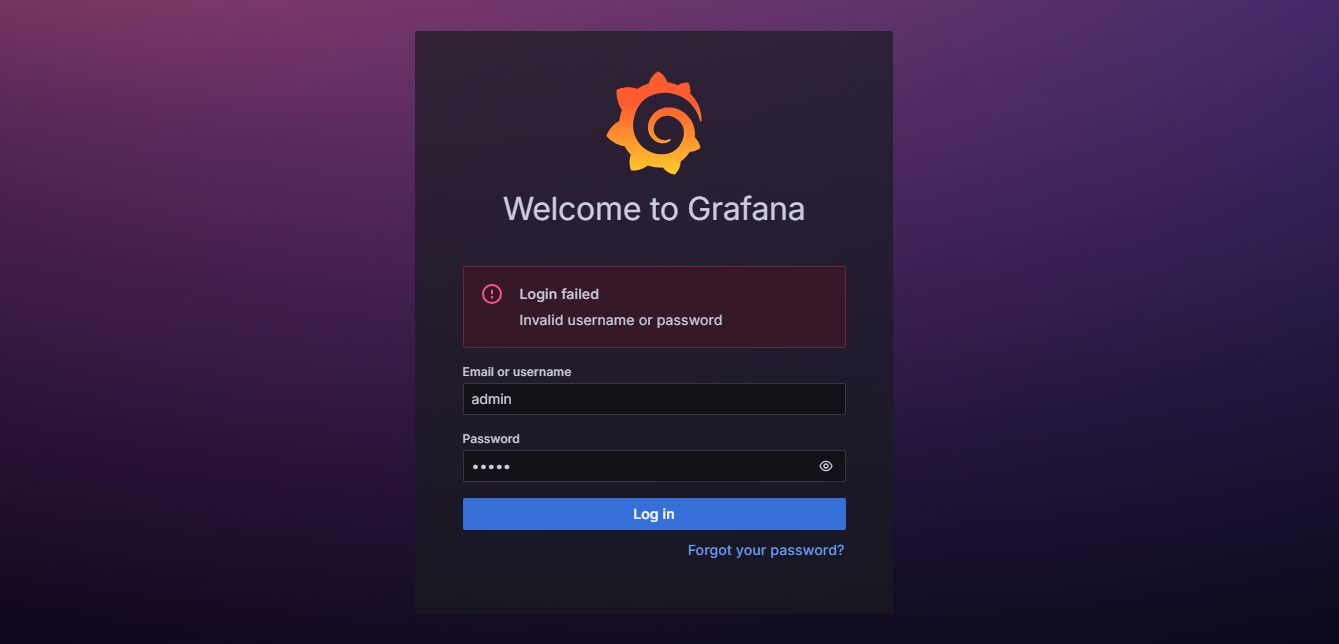 Welcome to Grafana
Login failed
Invalid username or password
Email or username
admin
Password
•••••
Log in
Forgot your password?